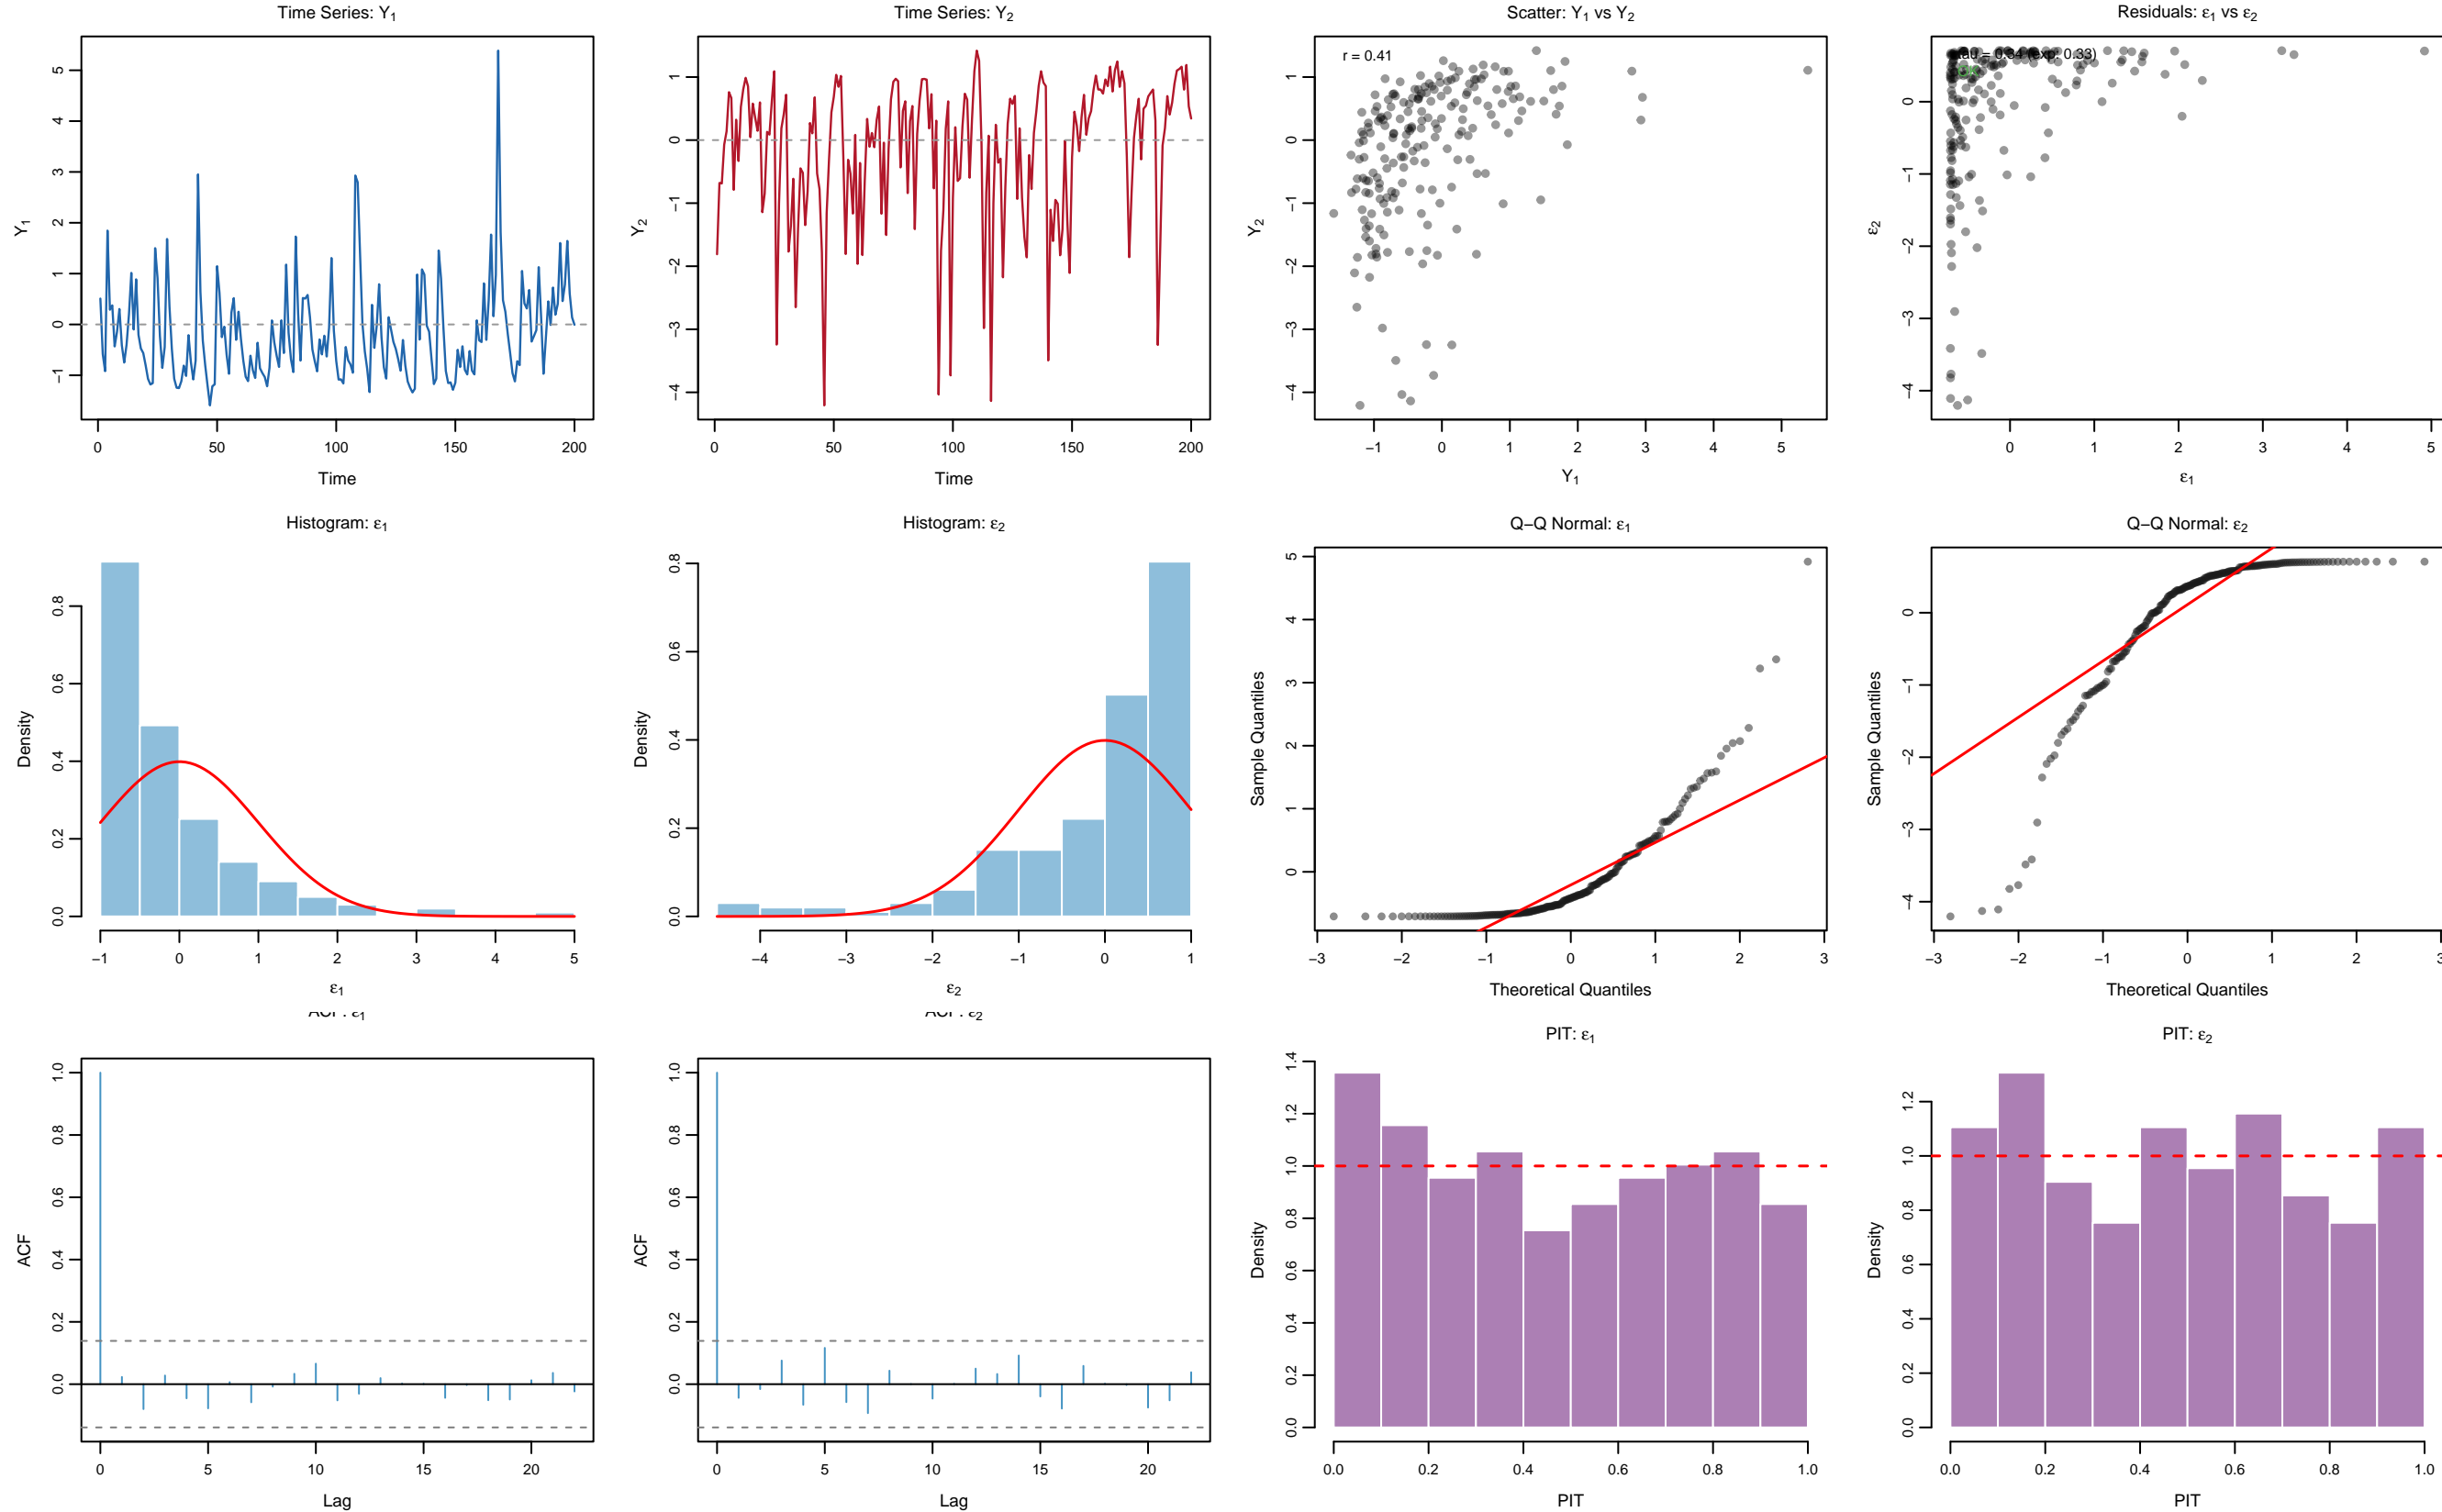 Time Series: Y1
Y1
−1 0 1 2 3 4 5
0 50 100 150 200
Time
Time Series: Y2
Y2
−4 −3 −2 −1 0 1
0 50 100 150 200
Time
Scatter: Y1 vs Y2
r = 0.41
Y2
−4 −3 −2 −1 0 1
−1 0 1 2 3 4 5
Y1
Residuals: ε1 vs ε2
= 0.34 (exp: 0.33)
ε2
−4 −3 −2 −1 0
0 1 2 3 4 5
ε1
Histogram: ε1
Density
0.0 0.2 0.4 0.6 0.8
−1 0 1 2 3 4 5
ε1
Histogram: ε2
Density
0.0 0.2 0.4 0.6 0.8
−4 −3 −2 −1 0 1
ε2
Q−Q Normal: ε1
Sample Quantiles
0 1 2 3 4 5
−3 −2 −1 0 1 2 3
Theoretical Quantiles
Q−Q Normal: ε2
Sample Quantiles
−4 −3 −2 −1 0
−3 −2 −1 0 1 2 3
Theoretical Quantiles
ACF: ε1
ACF
0.0 0.2 0.4 0.6 0.8 1.0
0 5 10 15 20
Lag
ACF: ε2
ACF
0.0 0.2 0.4 0.6 0.8 1.0
0 5 10 15 20
Lag
PIT: ε1
Density
0.0 0.2 0.4 0.6 0.8 1.0 1.2 1.4
0.0 0.2 0.4 0.6 0.8 1.0
PIT
PIT: ε2
Density
0.0 0.2 0.4 0.6 0.8 1.0 1.2
0.0 0.2 0.4 0.6 0.8 1.0
PIT